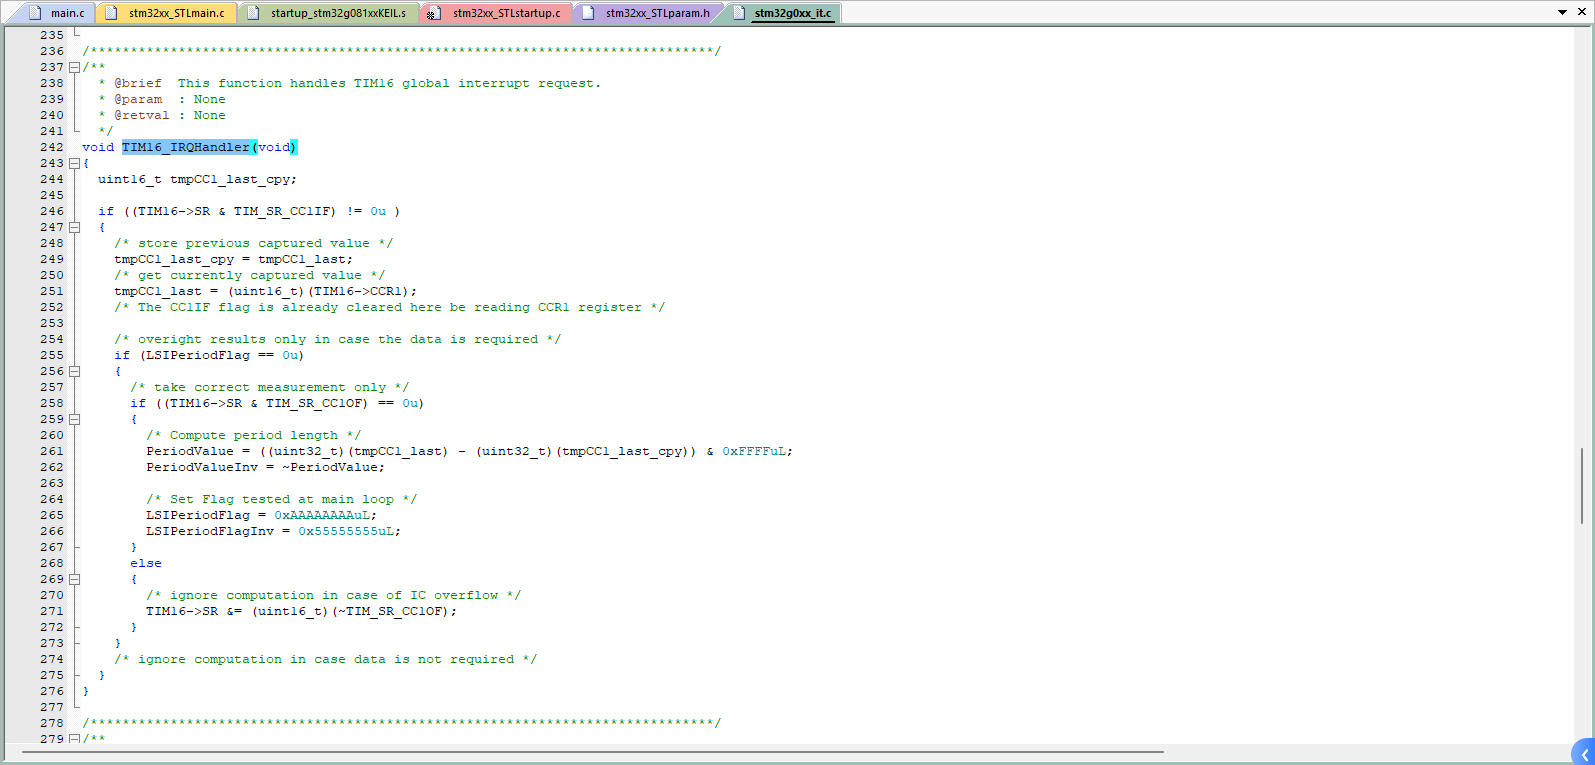 main.c stm32xx_STLmain.c startup_stm32g081xxKEIL.s stm32xx_STLstartup.c stm32xx_STLparam.h stm32g0xx_it.c
235
236 /******************************************************************************/
237 /**
238   * @brief  This function handles TIM16 global interrupt request.
239   * @param  : None
240   * @retval : None
241   */
242 void TIM16_IRQHandler(void)
243 {
244   uint16_t tmpCC1_last_cpy;
245
246   if ((TIM16->SR & TIM_SR_CC1IF) != 0u )
247   {
248     /* store previous captured value */
249     tmpCC1_last_cpy = tmpCC1_last;
250     /* get currently captured value */
251     tmpCC1_last = (uint16_t)(TIM16->CCR1);
252     /* The CC1IF flag is already cleared here be reading CCR1 register */
253
254     /* overight results only in case the data is required */
255     if (LSIPeriodFlag == 0u)
256     {
257       /* take correct measurement only */
258       if ((TIM16->SR & TIM_SR_CC1OF) == 0u)
259       {
260         /* Compute period length */
261         PeriodValue = ((uint32_t)(tmpCC1_last) - (uint32_t)(tmpCC1_last_cpy)) & 0xFFFFuL;
262         PeriodValueInv = ~PeriodValue;
263
264         /* Set Flag tested at main loop */
265         LSIPeriodFlag = 0xAAAAAAAAuL;
266         LSIPeriodFlagInv = 0x55555555uL;
267       }
268       else
269       {
270         /* ignore computation in case of IC overflow */
271         TIM16->SR &= (uint16_t)(~TIM_SR_CC1OF);
272       }
273     }
274     /* ignore computation in case data is not required */
275   }
276 }
277
278 /******************************************************************************/
279 /**